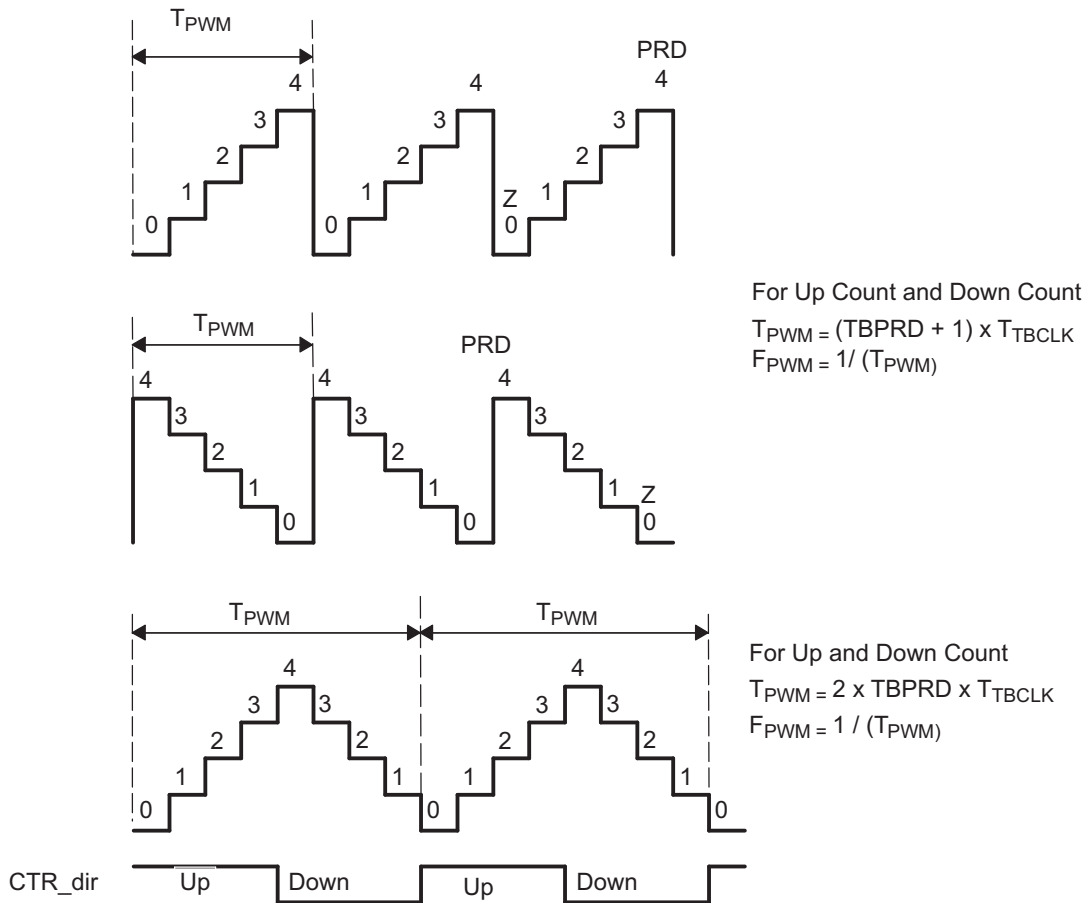 TPWM
PRD
4 4 4
3 3 3
2 2 2
1 1 Z 1
0 0 0
For Up Count and Down Count
TPWM = (TBPRD + 1) x TTBCLK
FPWM = 1/ (TPWM)
TPWM
PRD
4 4 4
3 3 3
2 2 2
1 1 1 Z
0 0 0
TPWM TPWM
For Up and Down Count
TPWM = 2 x TBPRD x TTBCLK
FPWM = 1 / (TPWM)
4 4
3 3 3 3
2 2 2 2
1 1 1 1
0 0 0
CTR_dir Up Down Up Down